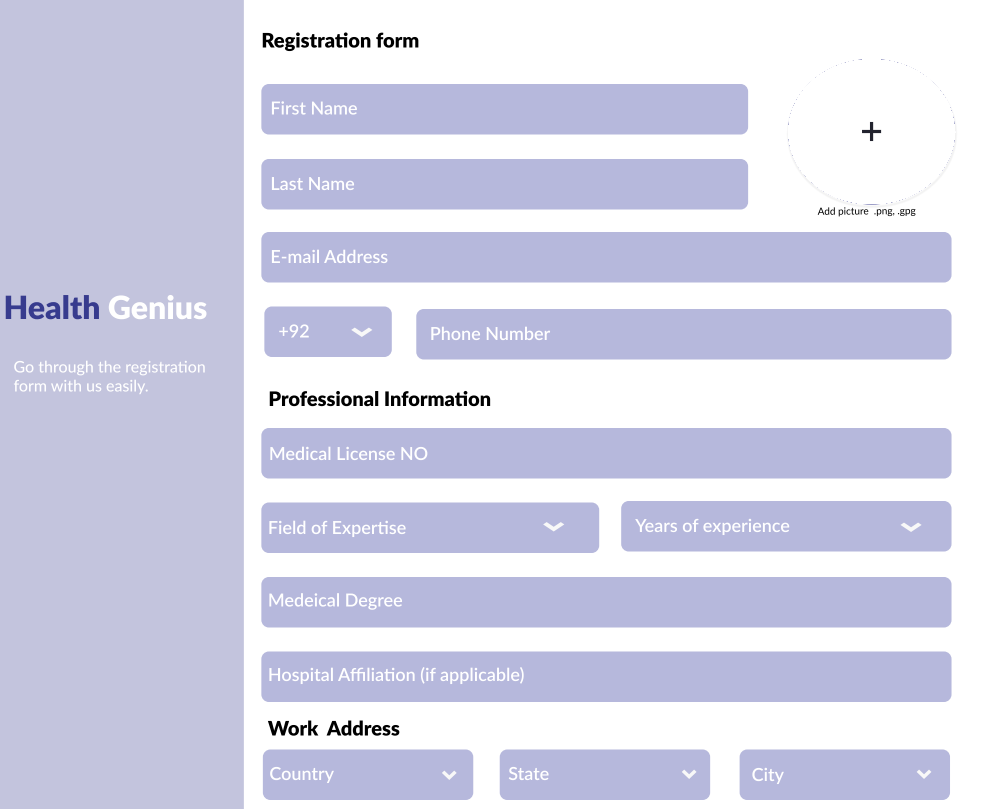 Registration form
First Name
Last Name
+
Add picture .png, .gpg
E-mail Address
Health Genius
+92
Phone Number
Go through the registration
form with us easily.
Professional Information
Medical License NO
Field of Expertise
Years of experience
Medeical Degree
Hospital Affiliation (if applicable)
Work Address
Country
State
City